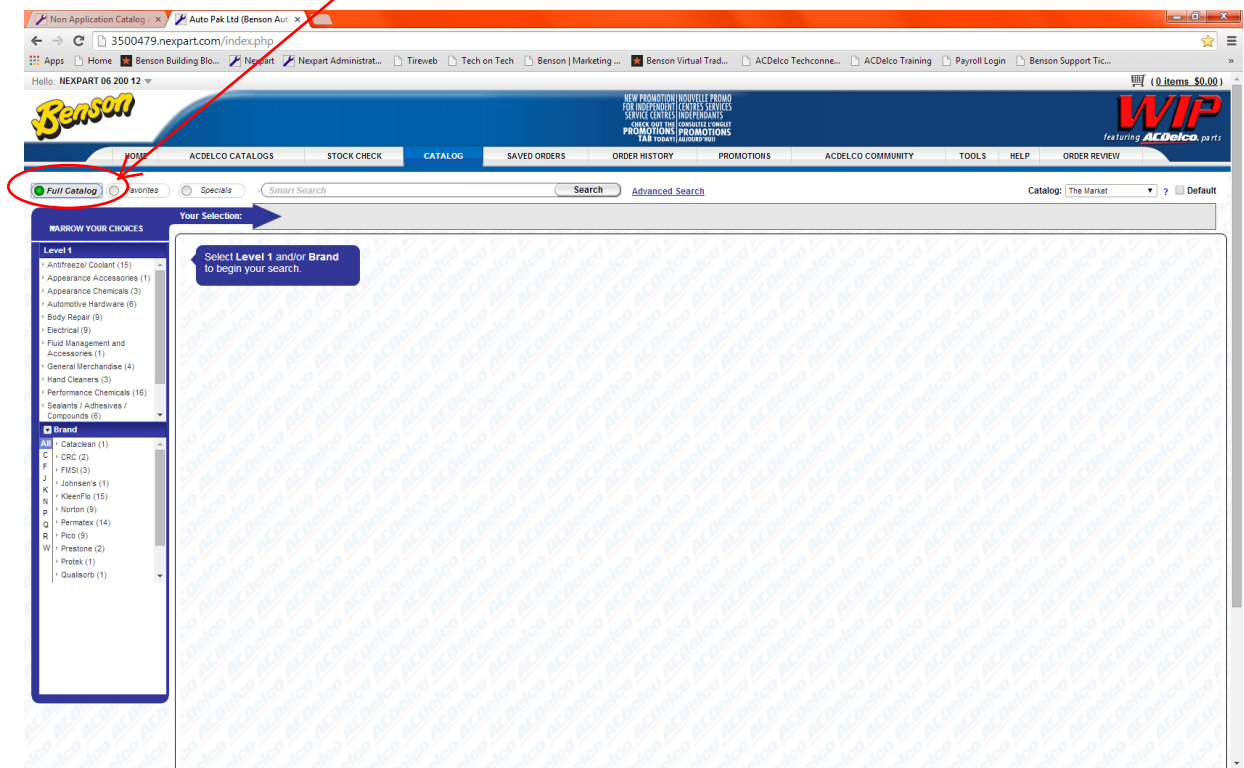 Non Application Catalog
Auto Pak Ltd (Benson Aut
3500479.nexpart.com/index.php
Apps Home Benson Building Blo... Nexpart Nexpart Administrat... Tireweb Tech on Tech Benson | Marketing ... Benson Virtual Trad... ACDelco Techconne... ACDelco Training Payroll Login Benson Support Tic... »
Hello: NEXPART 06 200 12
( 0 items $0.00 )
Benson
NEW PROMOTION NOUVELLE PROMO
FOR INDEPENDENT CENTRES SERVICES
SERVICE CENTRES INDEPENDANTS
CHECK OUT THE CONSULTEZ L'ONGLET
PROMOTIONS PROMOTIONS
TAB TODAY! AUJOURD'HUI!
WIP
featuring ACDelco. parts
HOME ACDELCO CATALOGS STOCK CHECK CATALOG SAVED ORDERS ORDER HISTORY PROMOTIONS ACDELCO COMMUNITY TOOLS HELP ORDER REVIEW
Full Catalog Favorites Specials Smart Search Search Advanced Search Catalog: The Market ? Default
Your Selection:
NARROW YOUR CHOICES
Level 1
Antifreeze/ Coolant (15)
Appearance Accessories (1)
Appearance Chemicals (3)
Automotive Hardware (6)
Body Repair (9)
Electrical (9)
Fluid Management and
Accessories (1)
General Merchandise (4)
Hand Cleaners (3)
Performance Chemicals (16)
Sealants / Adhesives /
Compounds (6)
Select Level 1 and/or Brand
to begin your search.
Brand
All Cataclean (1)
C CRC (2)
F FMSI (3)
J Johnsen's (1)
K KleenFlo (15)
N Norton (9)
P Permatex (14)
Q Pico (9)
R Prestone (2)
W Protek (1)
Qualisorb (1)